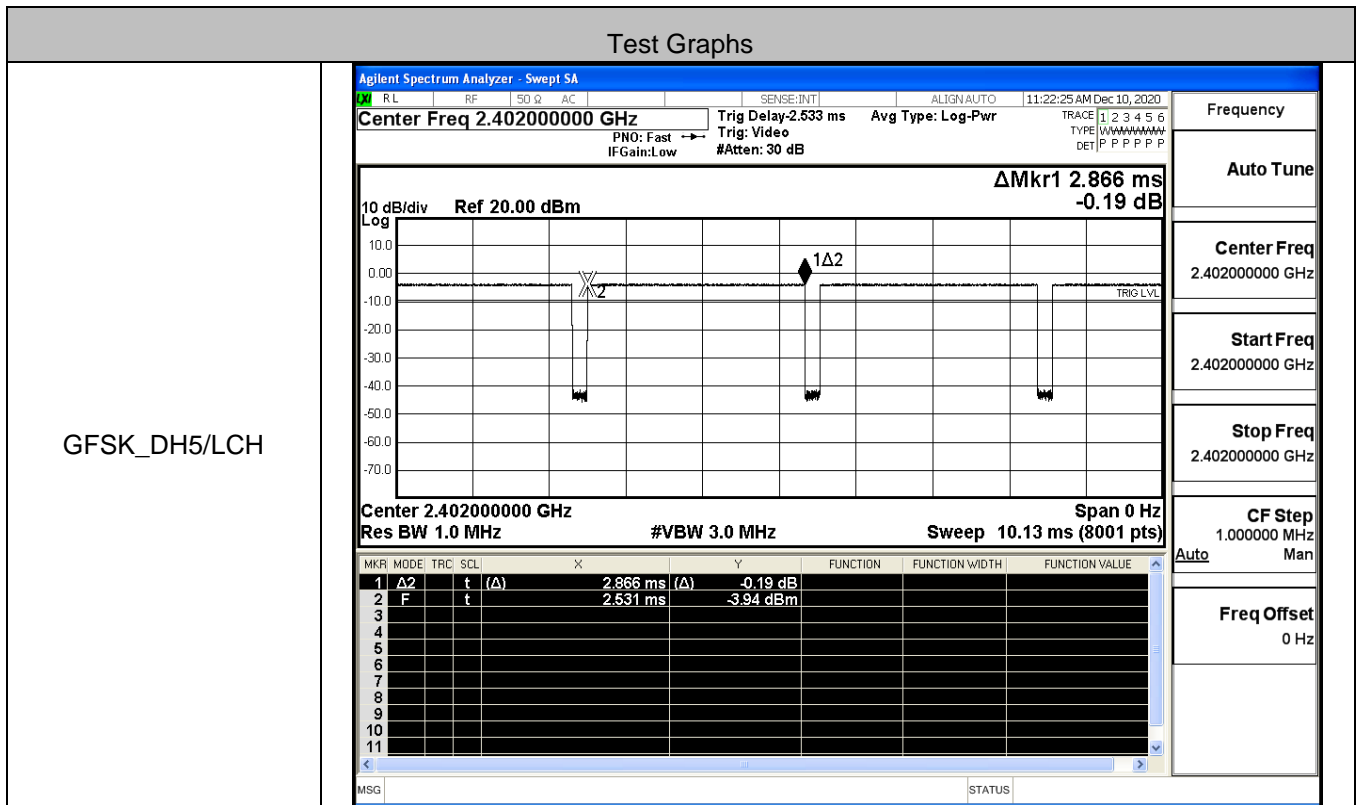 Test Graphs
GFSK_DH5/LCH
Agilent Spectrum Analyzer - Swept SA
LXI RL RF 50 Ω AC SENSE:INT ALIGN AUTO 11:22:25 AM Dec 10, 2020
Center Freq 2.402000000 GHz
PNO: Fast
IFGain:Low
Trig Delay-2.533 ms
Trig: Video
#Atten: 30 dB
Avg Type: Log-Pwr
TRACE 1 2 3 4 5 6
TYPE WWWWWW
DET P P P P P P
ΔMkr1 2.866 ms
-0.19 dB
10 dB/div Ref 20.00 dBm
Log
10.0
0.00
-10.0
-20.0
-30.0
-40.0
-50.0
-60.0
-70.0
1Δ2
2
TRIG LVL
Center 2.402000000 GHz Span 0 Hz
Res BW 1.0 MHz #VBW 3.0 MHz Sweep 10.13 ms (8001 pts)
MKR MODE TRC SCL X Y FUNCTION FUNCTION WIDTH FUNCTION VALUE
1 Δ2 t (Δ) 2.866 ms (Δ) -0.19 dB
2 F t 2.531 ms -3.94 dBm
3
4
5
6
7
8
9
10
11
MSG STATUS
Frequency
Auto Tune
Center Freq
2.402000000 GHz
Start Freq
2.402000000 GHz
Stop Freq
2.402000000 GHz
CF Step
1.000000 MHz
Auto Man
Freq Offset
0 Hz